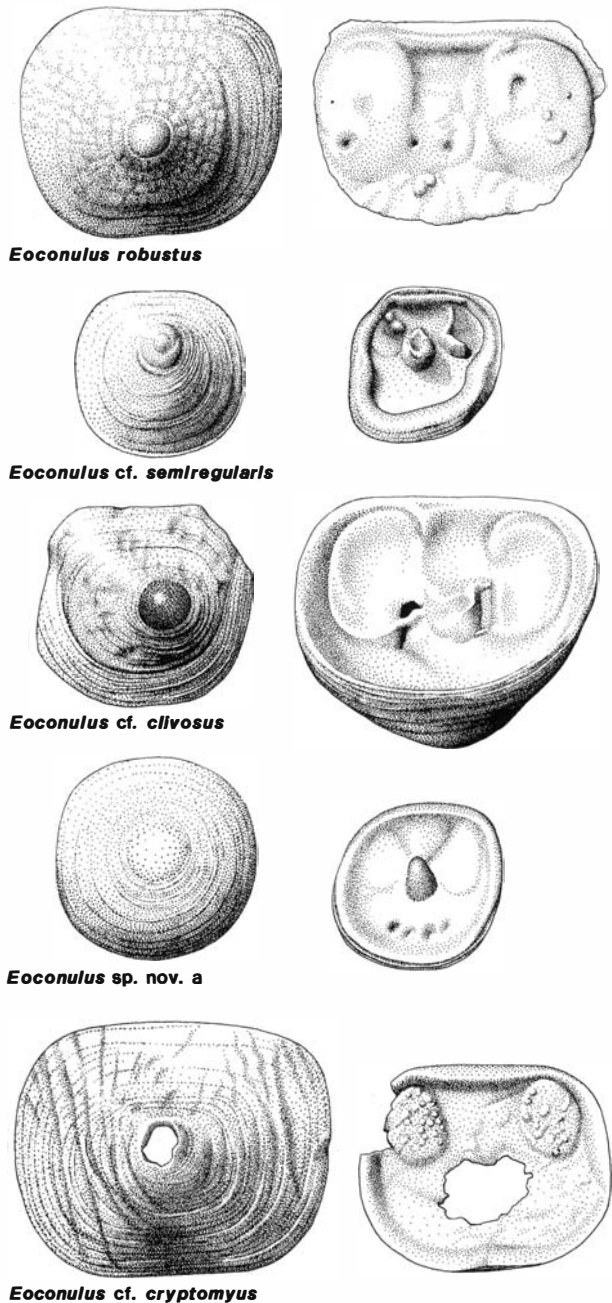 Eoconulus robustus
Eoconulus cf. semiregularis
Eoconulus cf. clivosus
Eoconulus sp. nov. a
Eoconulus cf. cryptomyus